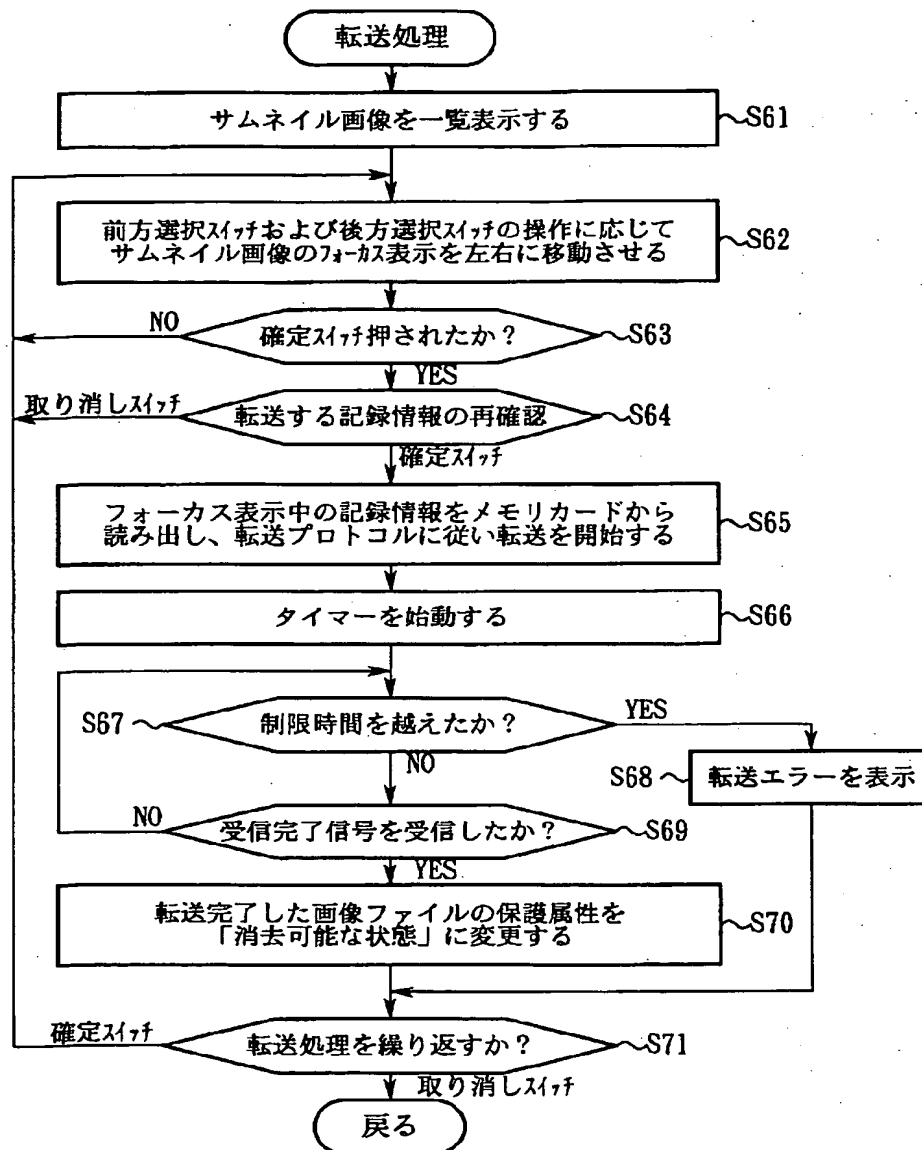 転送処理
サムネイル画像を一覧表示する
S61
前方選択ｽｲｯﾁおよび後方選択ｽｲｯﾁの操作に応じて
サムネイル画像のﾌｫｰｶｽ表示を左右に移動させる
S62
NO
確定ｽｲｯﾁ押されたか？
S63
YES
取り消しｽｲｯﾁ
転送する記録情報の再確認
S64
確定ｽｲｯﾁ
フォーカス表示中の記録情報をメモリカードから
読み出し、転送プロトコルに従い転送を開始する
S65
タイマーを始動する
S66
S67
制限時間を越えたか？
YES
NO
S68
転送エラーを表示
NO
受信完了信号を受信したか？
S69
YES
転送完了した画像ファイルの保護属性を
「消去可能な状態」に変更する
S70
確定ｽｲｯﾁ
転送処理を繰り返すか？
S71
取り消しｽｲｯﾁ
戻る